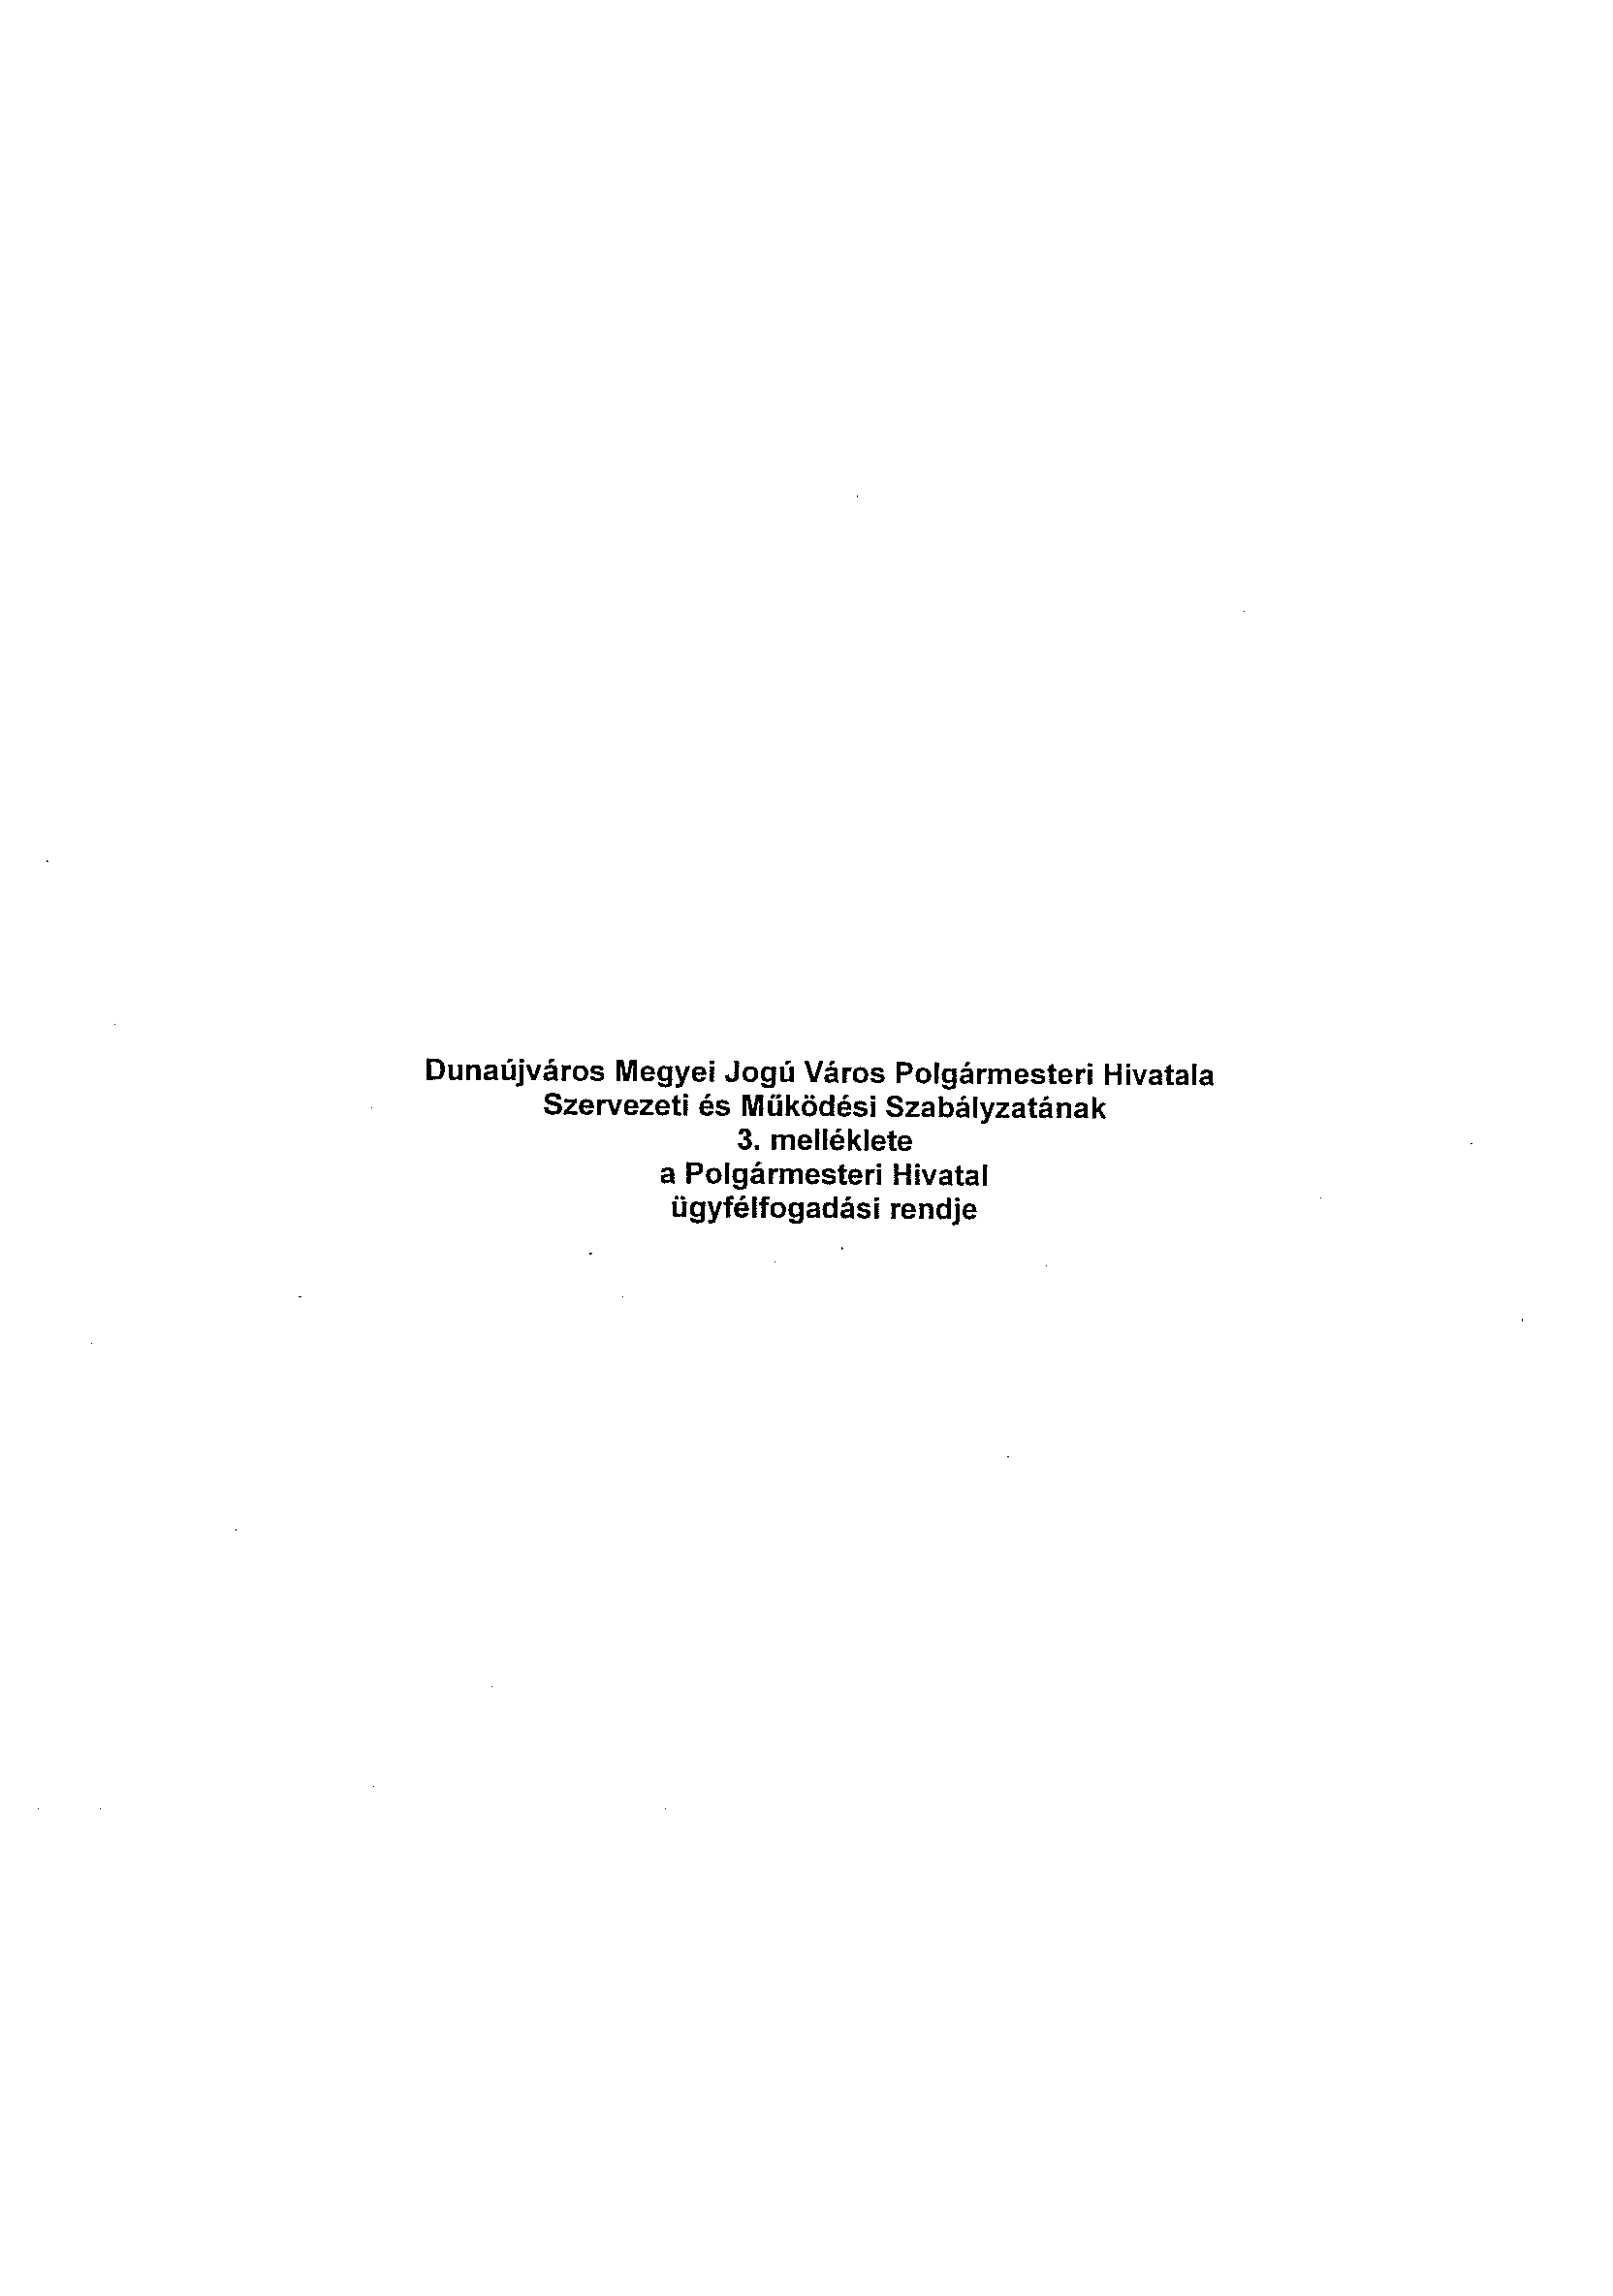 Dunaújváros Megyei Jogú Város Polgármesteri Hivatala
Szervezeti és Működési Szabályzatának
3. melléklete
a Polgármesteri Hivatal
ügyfélfogadási rendje